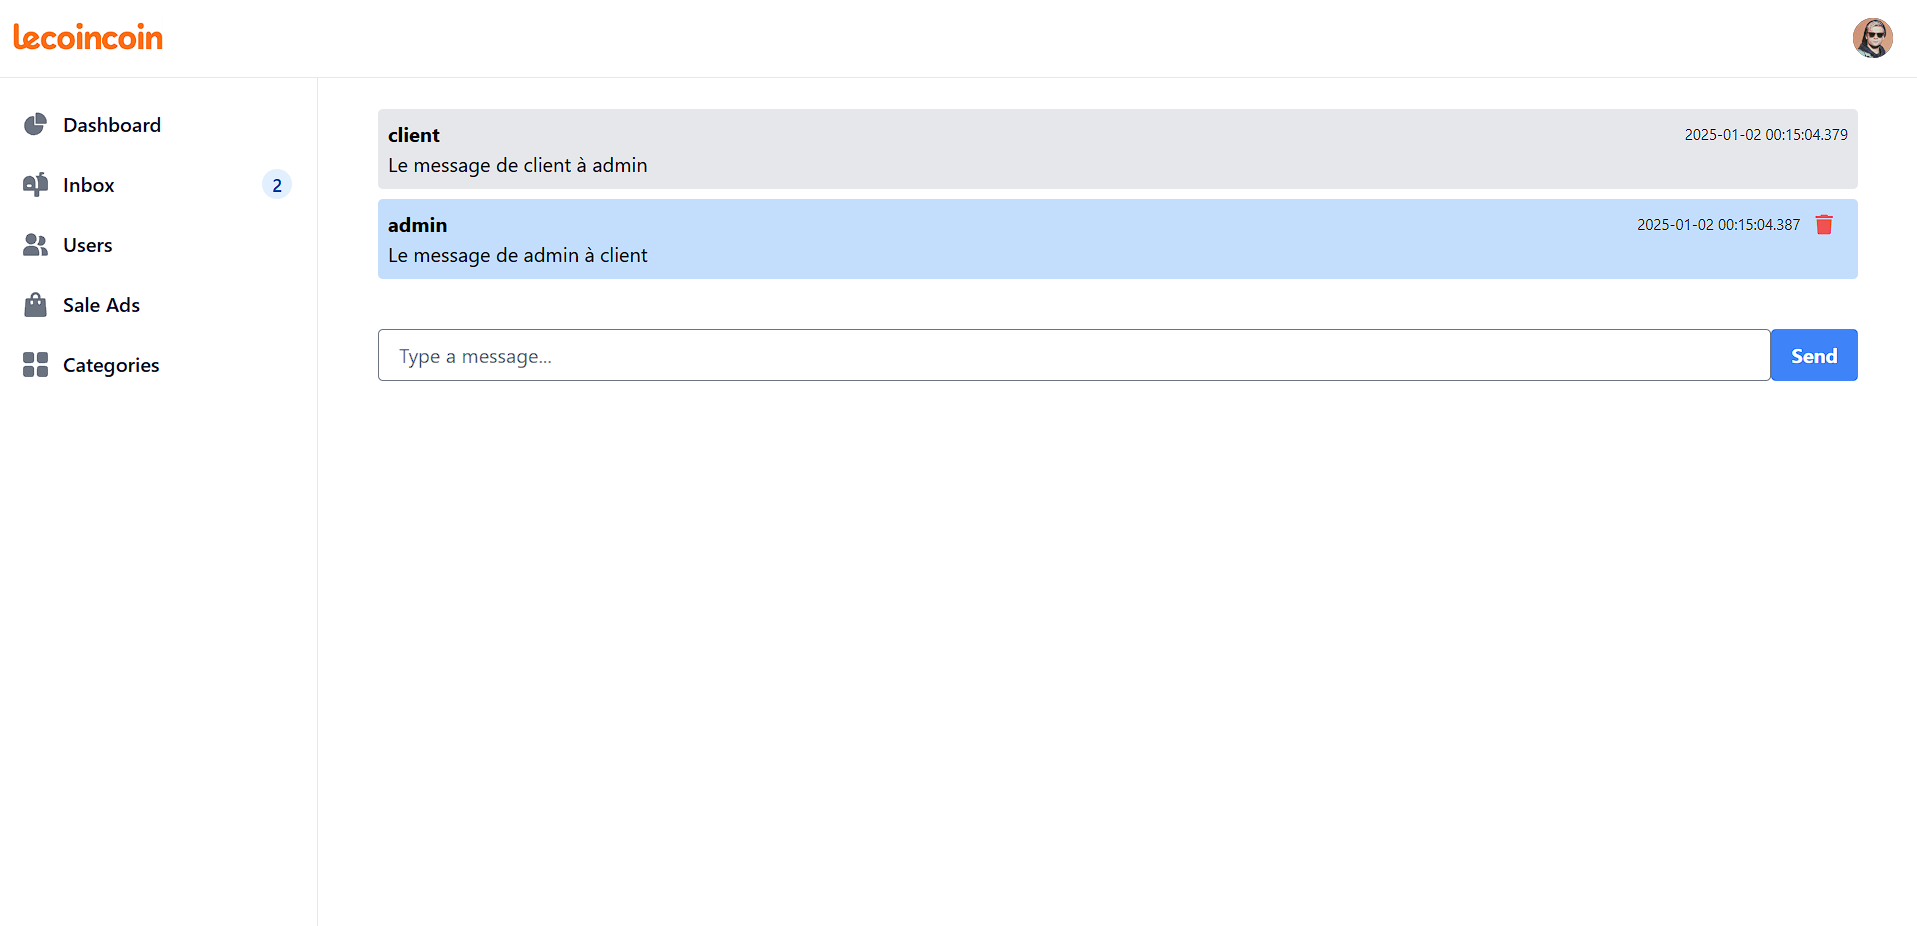 lecoincoin
Dashboard
Inbox 2
Users
Sale Ads
Categories
client 2025-01-02 00:15:04.379
Le message de client à admin
admin 2025-01-02 00:15:04.387
Le message de admin à client
Type a message... Send